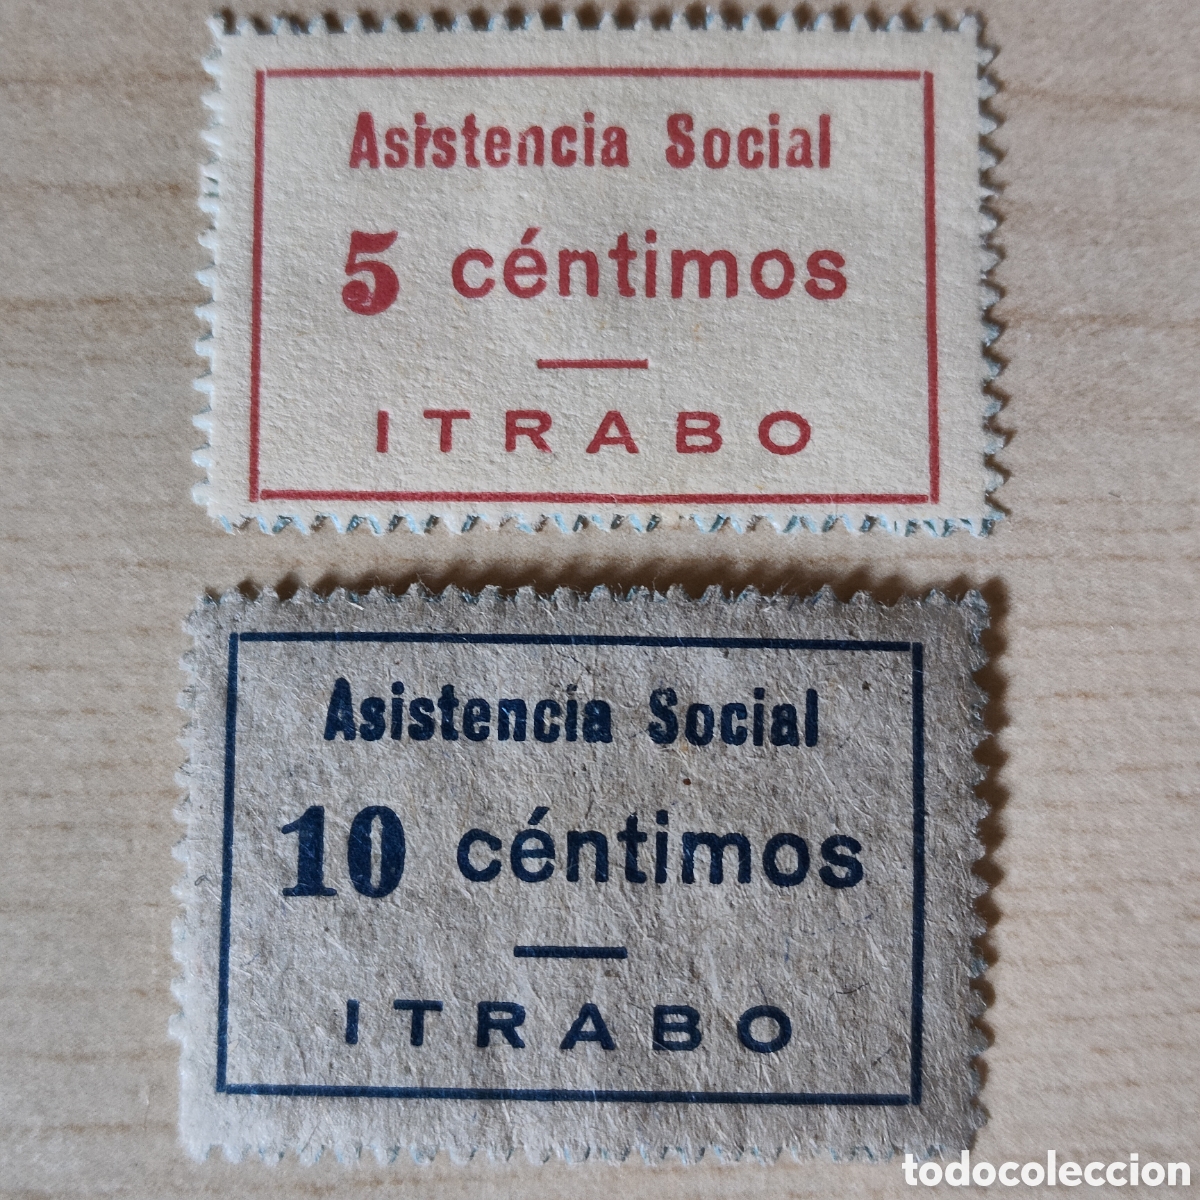 Asistencia Social
5 céntimos
ITRABO
Asistencia Social
10 céntimos
ITRABO
todocoleccion